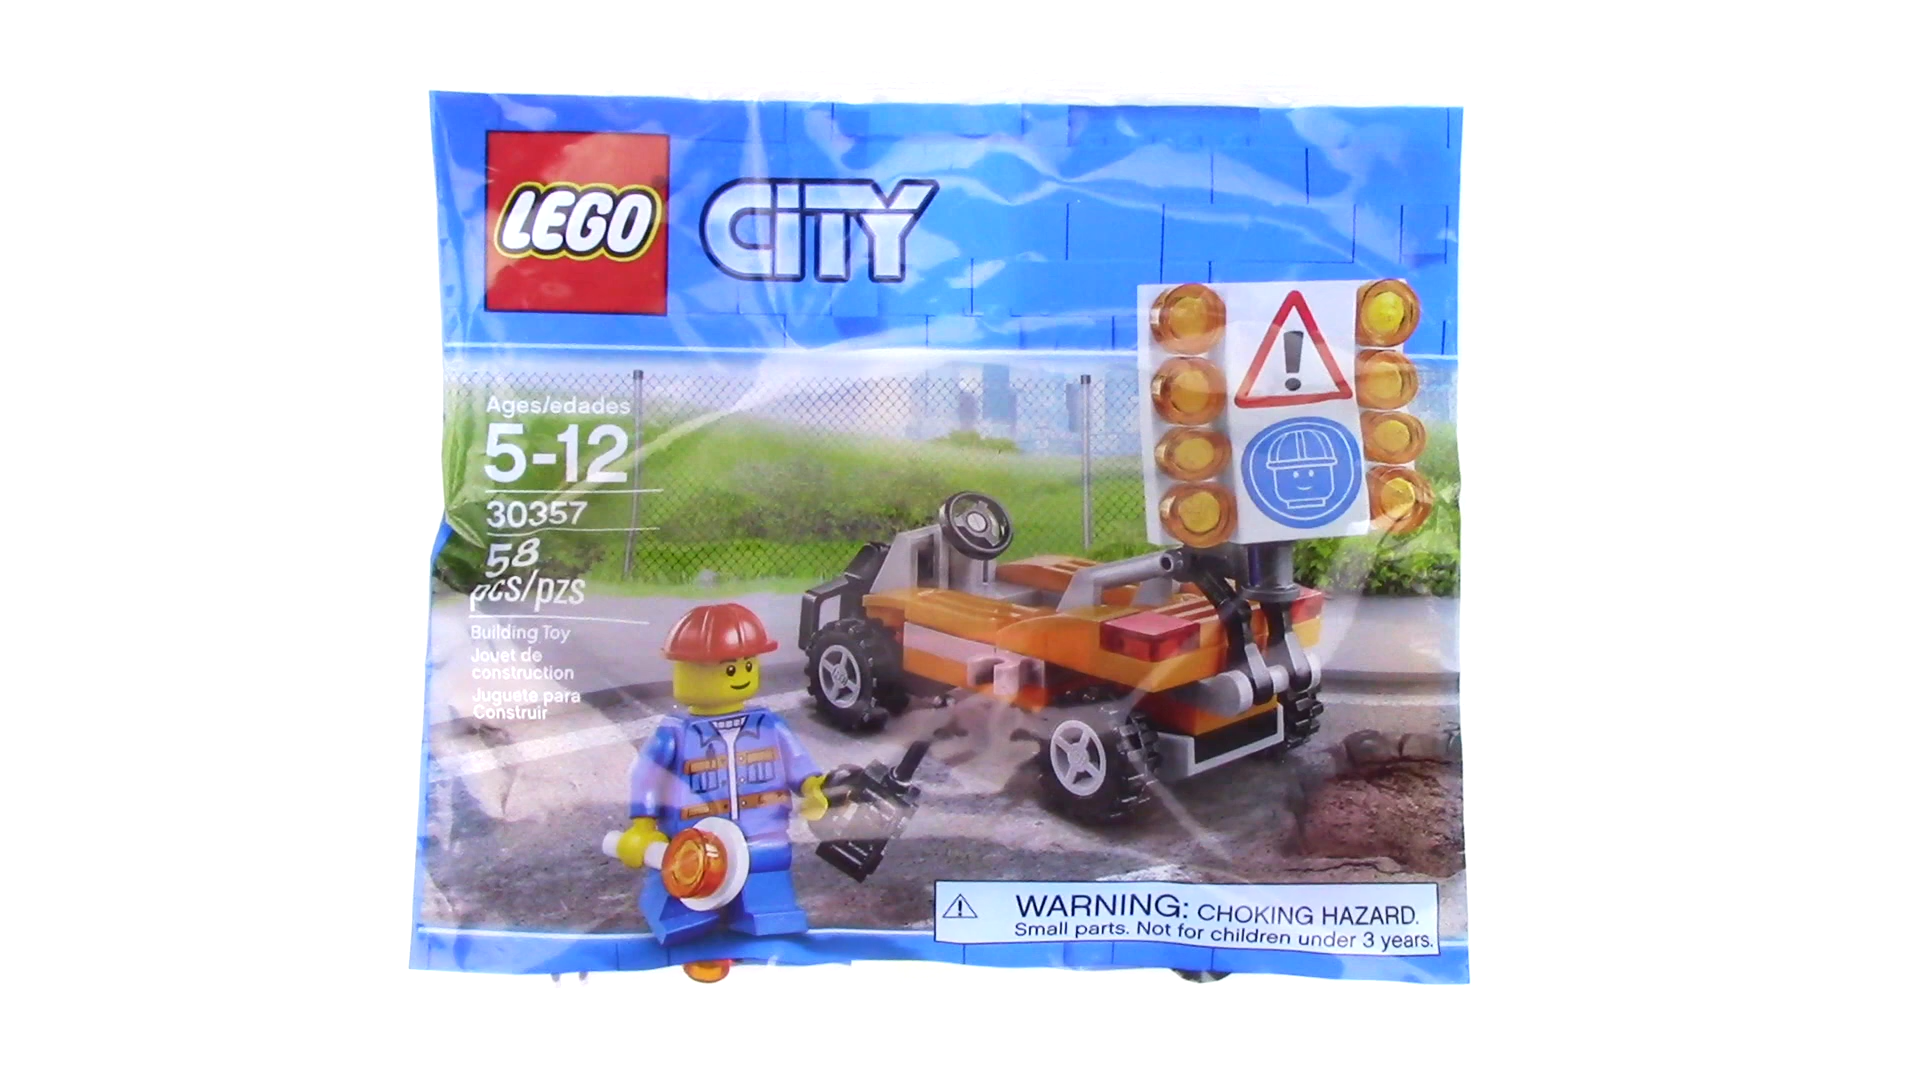 LEGO CITY
Ages/edades
5-12
30357
58
pcs/pzs
Building Toy
Jouet de
construction
Juguete para
Construir
WARNING: CHOKING HAZARD.
Small parts. Not for children under 3 years.